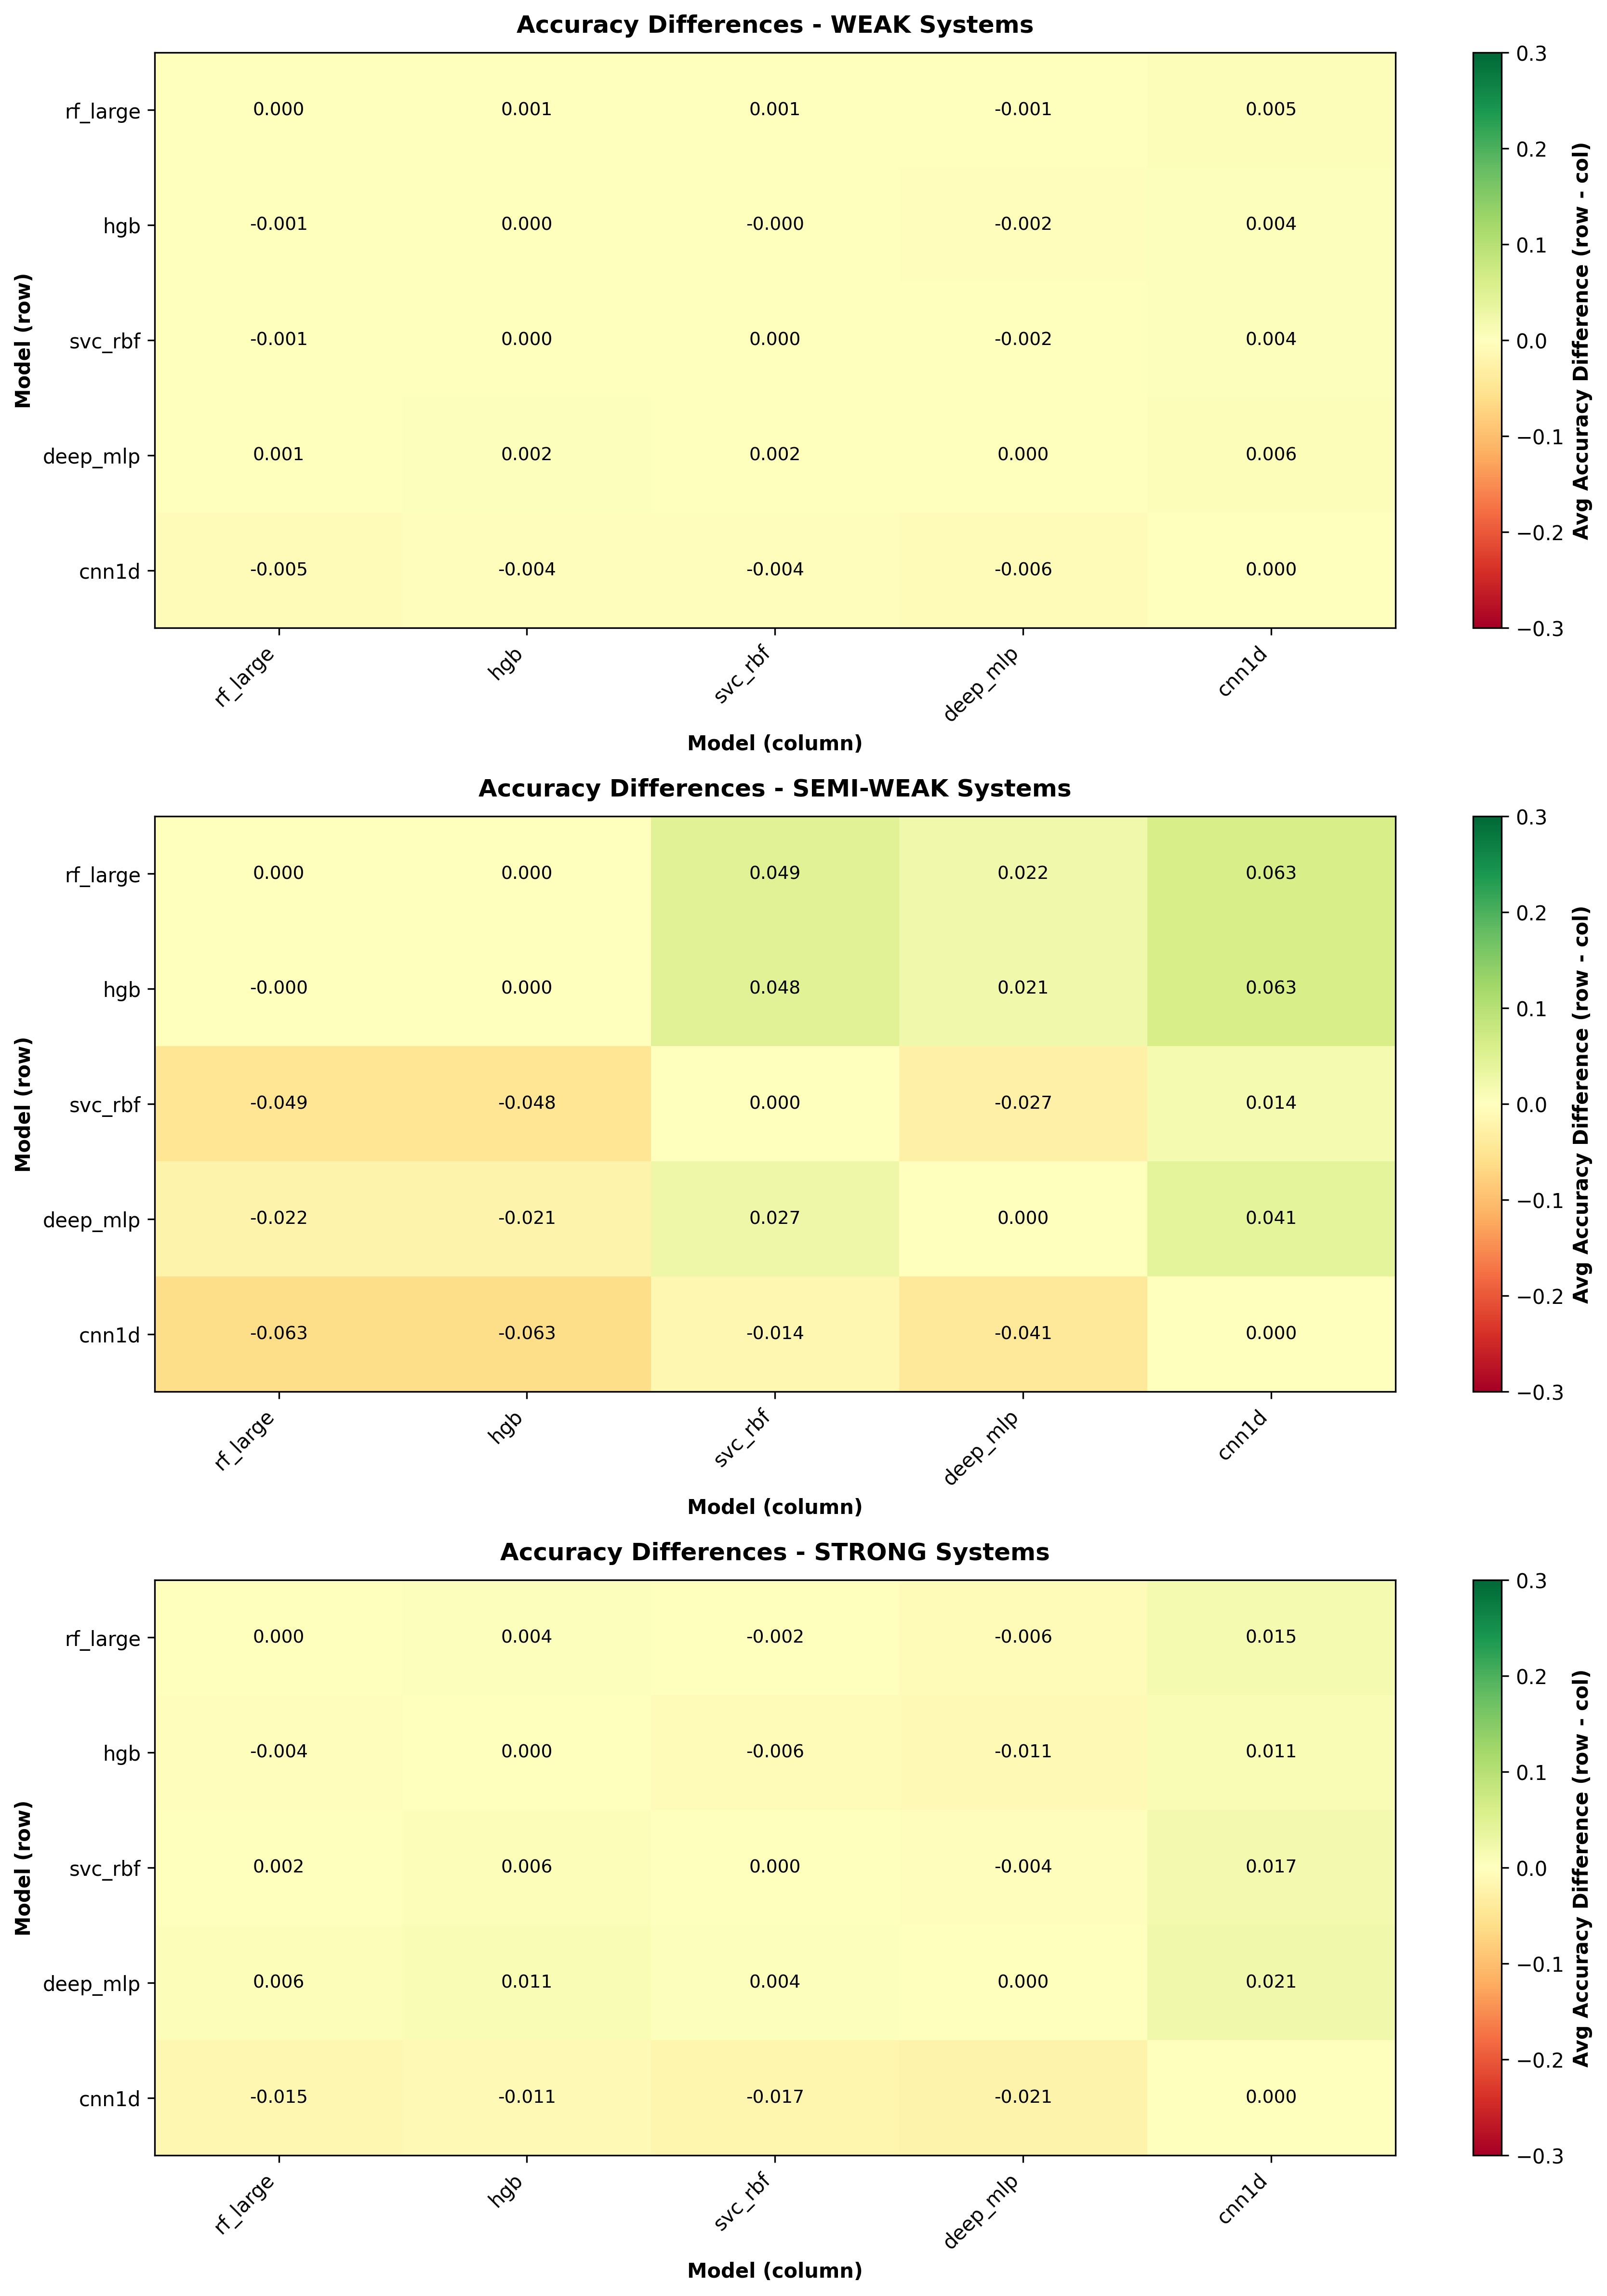 Accuracy Differences - WEAK Systems
Model (row)
rf_large 0.000 0.001 0.001 -0.001 0.005
hgb -0.001 0.000 -0.000 -0.002 0.004
svc_rbf -0.001 0.000 0.000 -0.002 0.004
deep_mlp 0.001 0.002 0.002 0.000 0.006
cnn1d -0.005 -0.004 -0.004 -0.006 0.000
rf_large hgb svc_rbf deep_mlp cnn1d
Model (column)
0.3
0.2
0.1
0.0
−0.1
−0.2
−0.3
Avg Accuracy Difference (row - col)
Accuracy Differences - SEMI-WEAK Systems
Model (row)
rf_large 0.000 0.000 0.049 0.022 0.063
hgb -0.000 0.000 0.048 0.021 0.063
svc_rbf -0.049 -0.048 0.000 -0.027 0.014
deep_mlp -0.022 -0.021 0.027 0.000 0.041
cnn1d -0.063 -0.063 -0.014 -0.041 0.000
rf_large hgb svc_rbf deep_mlp cnn1d
Model (column)
0.3
0.2
0.1
0.0
−0.1
−0.2
−0.3
Avg Accuracy Difference (row - col)
Accuracy Differences - STRONG Systems
Model (row)
rf_large 0.000 0.004 -0.002 -0.006 0.015
hgb -0.004 0.000 -0.006 -0.011 0.011
svc_rbf 0.002 0.006 0.000 -0.004 0.017
deep_mlp 0.006 0.011 0.004 0.000 0.021
cnn1d -0.015 -0.011 -0.017 -0.021 0.000
rf_large hgb svc_rbf deep_mlp cnn1d
Model (column)
0.3
0.2
0.1
0.0
−0.1
−0.2
−0.3
Avg Accuracy Difference (row - col)